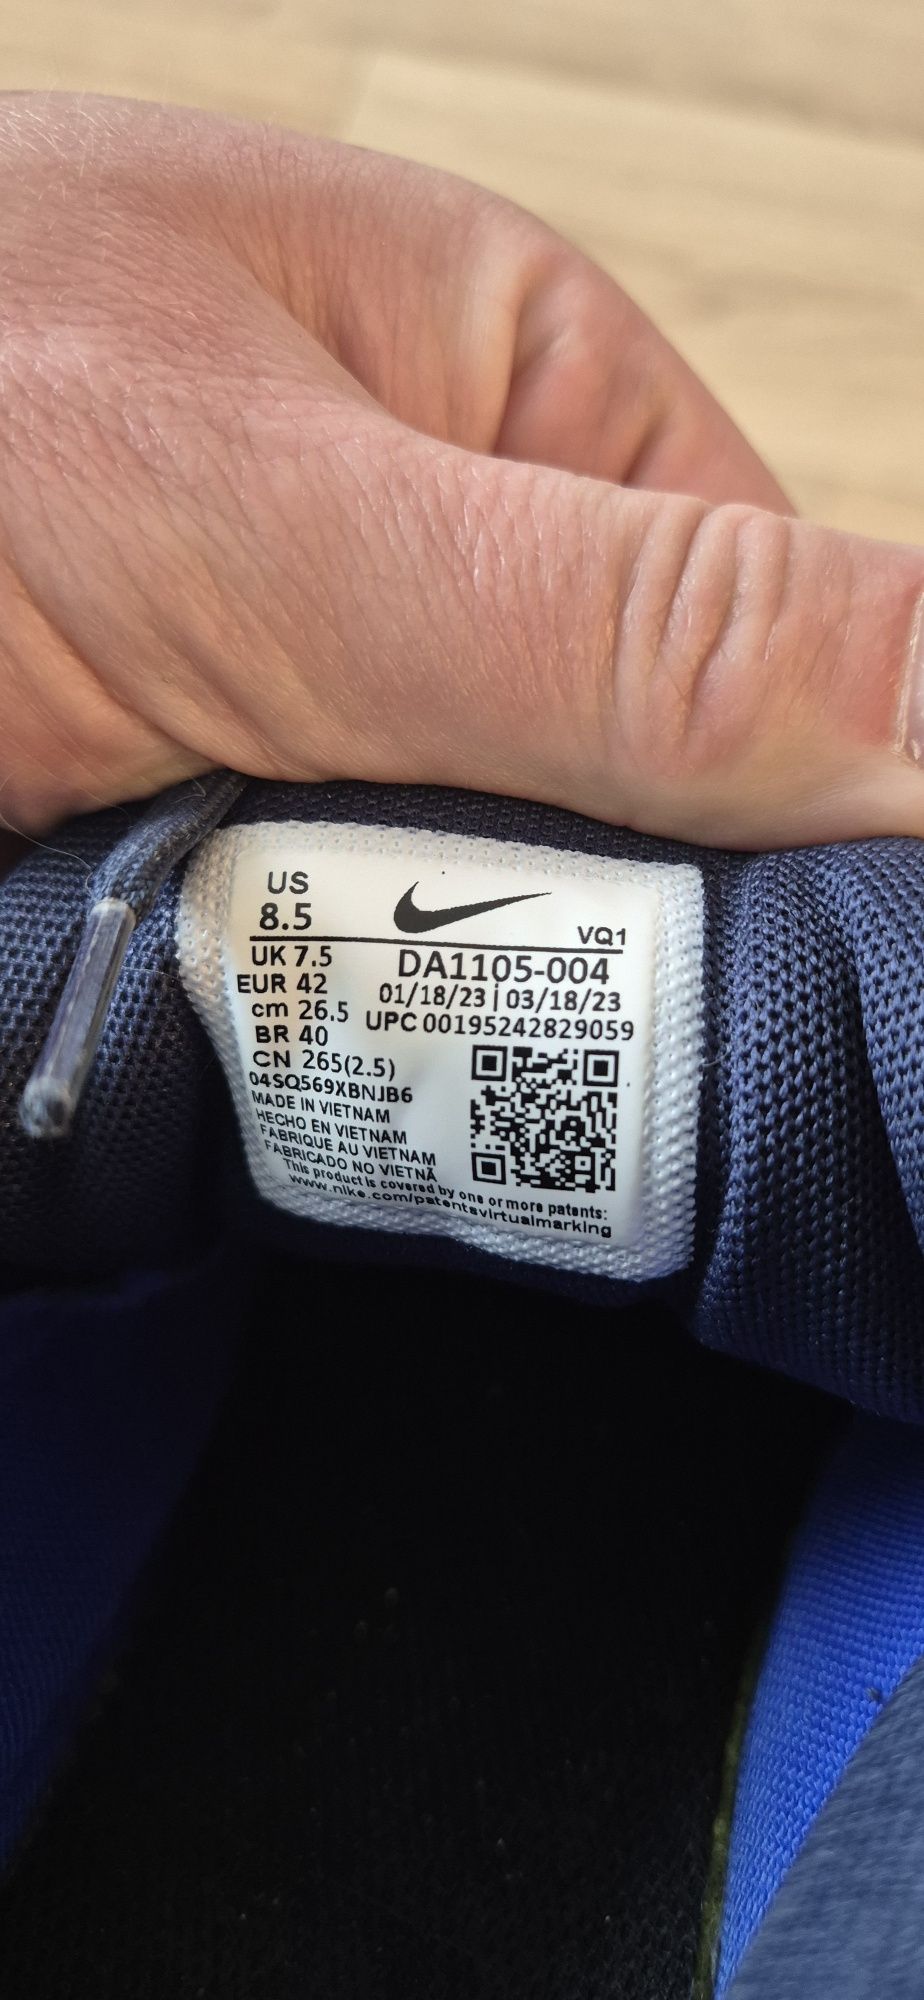 US
8.5
VQ1
UK 7.5
EUR 42
cm 26.5
BR 40
CN 265(2.5)
DA1105-004
01/18/23 | 03/18/23
UPC 00195242829059
04SQ569XBNJB6
MADE IN VIETNAM
HECHO EN VIETNAM
FABRIQUE AU VIETNAM
FABRICADO NO VIETNÃ
This product is covered by one or more patents:
www.nike.com/patentsvirtualmarking